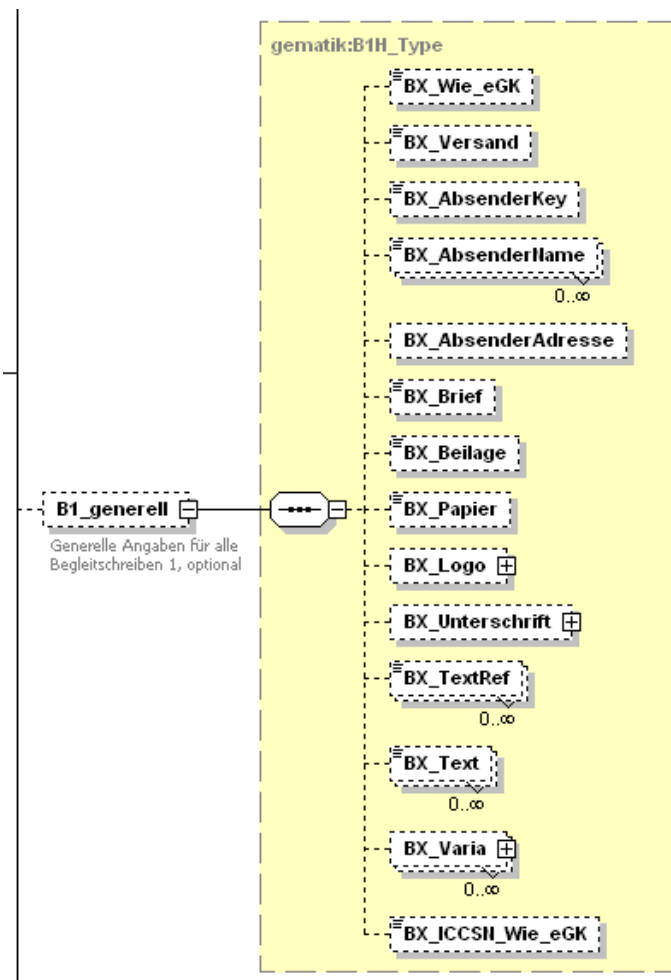 gematik:B1H_Type
BX_Wie_eGK
BX_Versand
BX_AbsenderKey
BX_AbsenderName
0..∞
BX_AbsenderAdresse
BX_Brief
BX_Beilage
B1_generell
Generelle Angaben für alle
Begleitschreiben 1, optional
BX_Papier
BX_Logo
BX_Unterschrift
BX_TextRef
0..∞
BX_Text
0..∞
BX_Varia
0..∞
BX_ICCSN_Wie_eGK